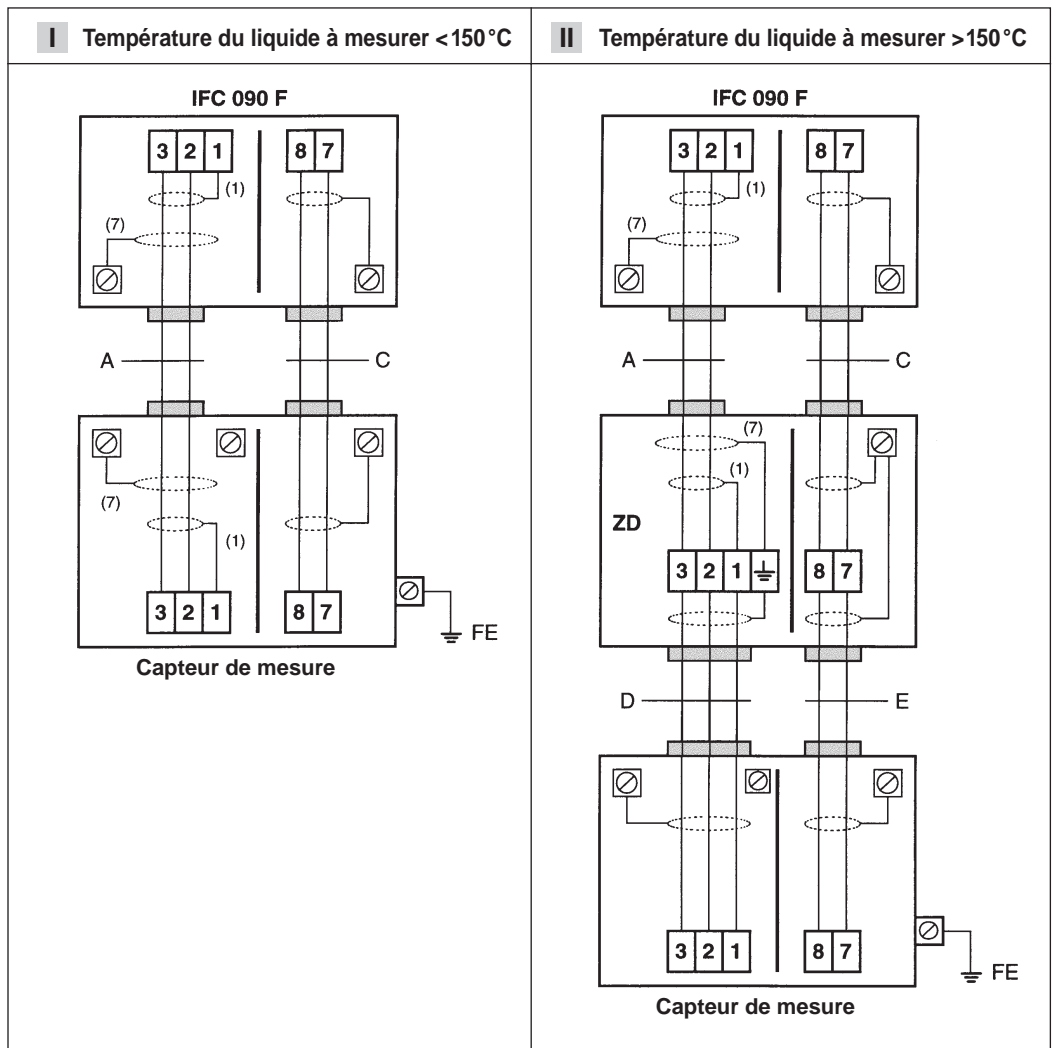 I Température du liquide à mesurer <150°C
IFC 090 F
3 2 1
8 7
(1)
(7)
A
C
(7)
(1)
3 2 1
8 7
FE
Capteur de mesure
II Température du liquide à mesurer >150°C
IFC 090 F
3 2 1
8 7
(1)
(7)
A
C
(7)
(1)
ZD
3 2 1
8 7
D
E
3 2 1
8 7
FE
Capteur de mesure